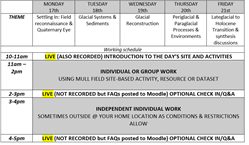 MONDAY TUESDAY WEDNESDAY THURSDAY FRIDAY
17th 18th 19th 20th 21st
THEME
Settling In: Field reconnaissance & Quaternary Eye
Glacial Systems & Sediments
Glacial Reconstruction
Periglacial & Paraglacial Processes & Environments
Lateglacial to Holocene Transition & synthesis discussions
Working schedule
10-11am LIVE (ALSO RECORDED) INTRODUCTION TO THE DAY'S SITE AND ACTIVITIES
11am – 2pm
INDIVIDUAL OR GROUP WORK
USING MULL FIELD SITE-BASED ACTIVITY, RESOURCE OR DATASET
2-3pm LIVE (NOT RECORDED but FAQs posted to Moodle) OPTIONAL CHECK IN/Q&A
3-4pm
INDEPENDENT WORK
SOMETIMES OUTSIDE @ YOUR HOME LOCATION AS CONDITIONS & RESTRICTIONS ALLOW
4-5pm LIVE (NOT RECORDED but FAQs posted to Moodle) OPTIONAL CHECK IN/Q&A